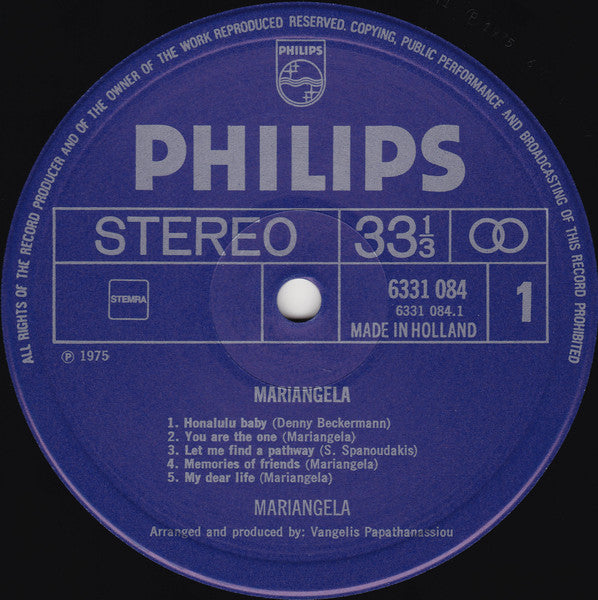 ALL RIGHTS OF THE RECORD PRODUCER AND OF THE OWNER OF THE WORK REPRODUCED RESERVED. COPYING, PUBLIC PERFORMANCE AND BROADCASTING OF THIS RECORD PROHIBITED
PHILIPS
PHILIPS
STEREO 33 1/3
STEMRA 6331 084 1
6331 084.1
MADE IN HOLLAND
℗ 1975
MARIANGELA
1. Honalulu baby (Denny Beckermann)
2. You are the one (Mariangela)
3. Let me find a pathway (S. Spanoudakis)
4. Memories of friends (Mariangela)
5. My dear life (Mariangela)
MARIANGELA
Arranged and produced by: Vangelis Papathanassiou